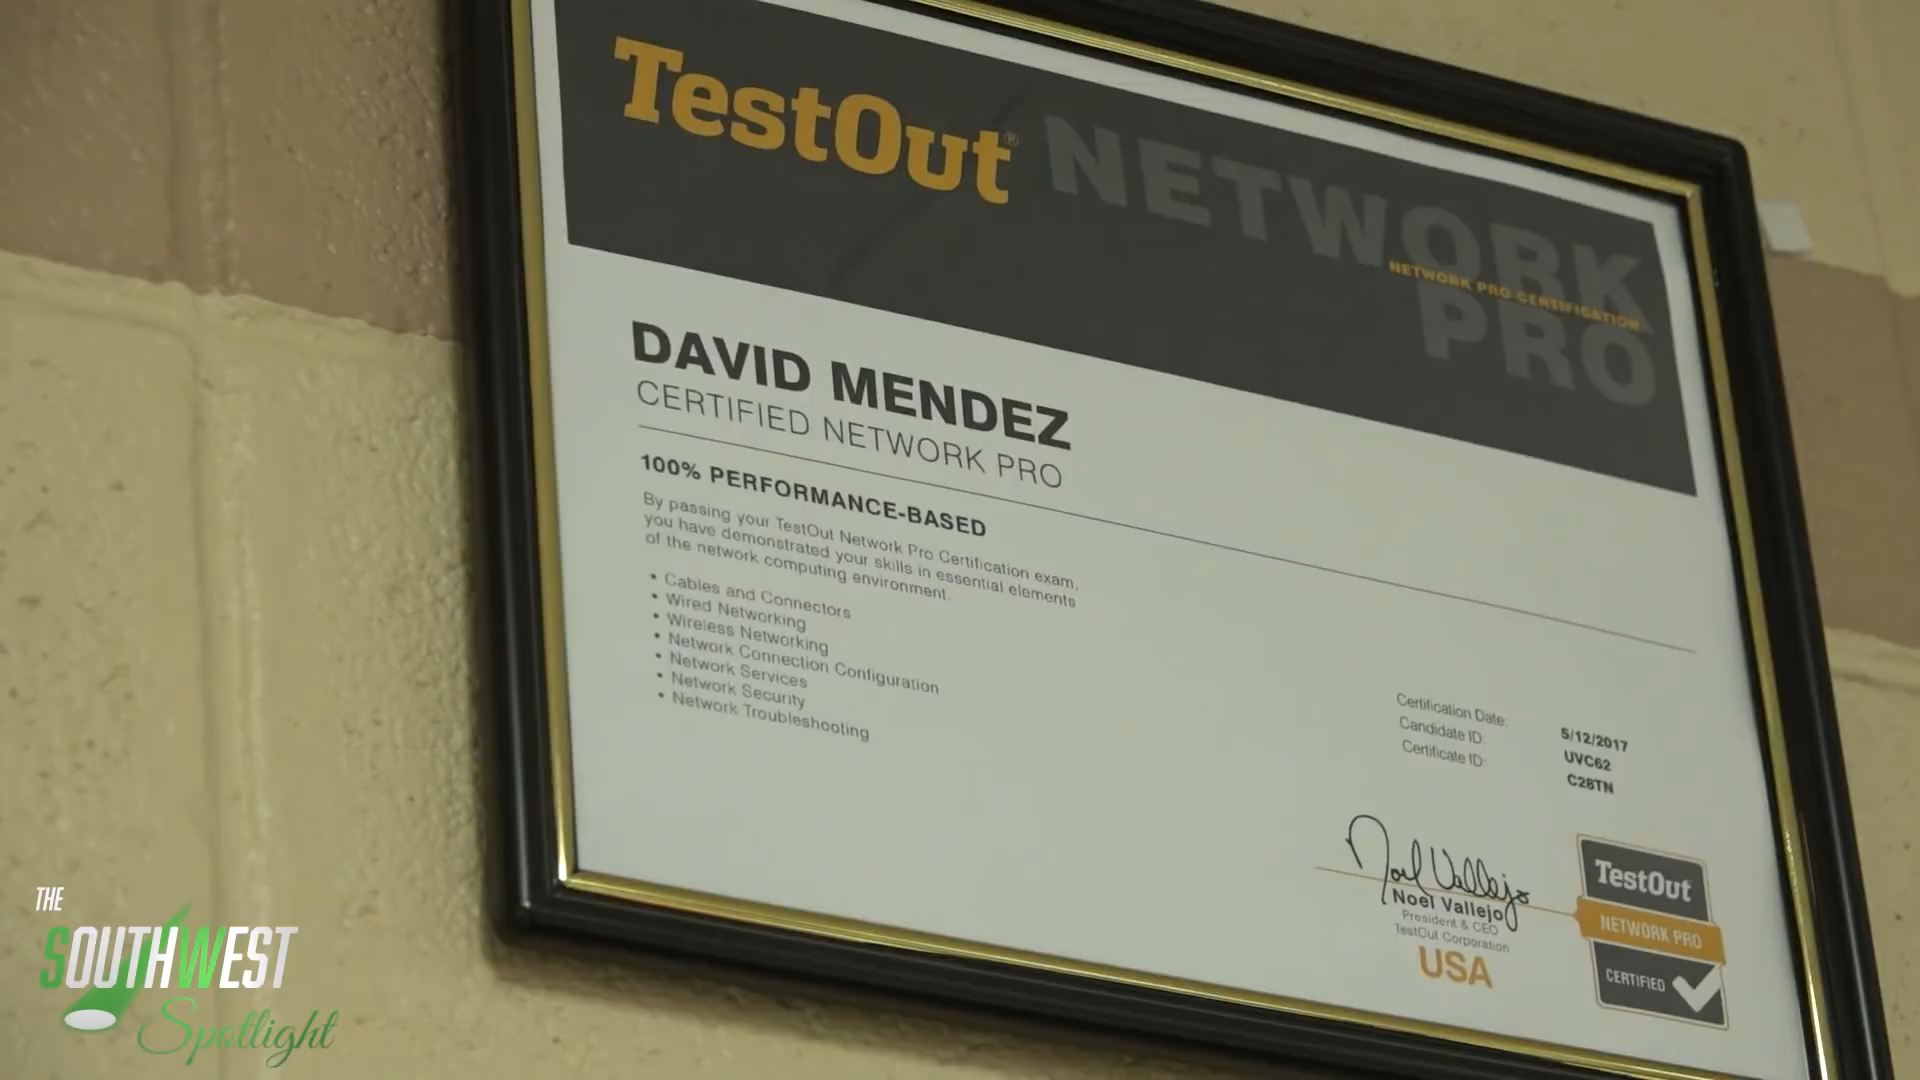 TestOut®
NETWORK
PRO
NETWORK PRO CERTIFICATION
DAVID MENDEZ
CERTIFIED NETWORK PRO
100% PERFORMANCE-BASED
By passing your TestOut Network Pro Certification exam,
you have demonstrated your skills in essential elements
of the network computing environment.
• Cables and Connectors
• Wired Networking
• Wireless Networking
• Network Connection Configuration
• Network Services
• Network Security
• Network Troubleshooting
Certification Date: 5/12/2017
Candidate ID: UVC62
Certificate ID: C28TN
Noel Vallejo
Noel Vallejo
President & CEO
TestOut Corporation
USA
TestOut
NETWORK PRO
CERTIFIED
THE
SOUTHWEST
Spotlight